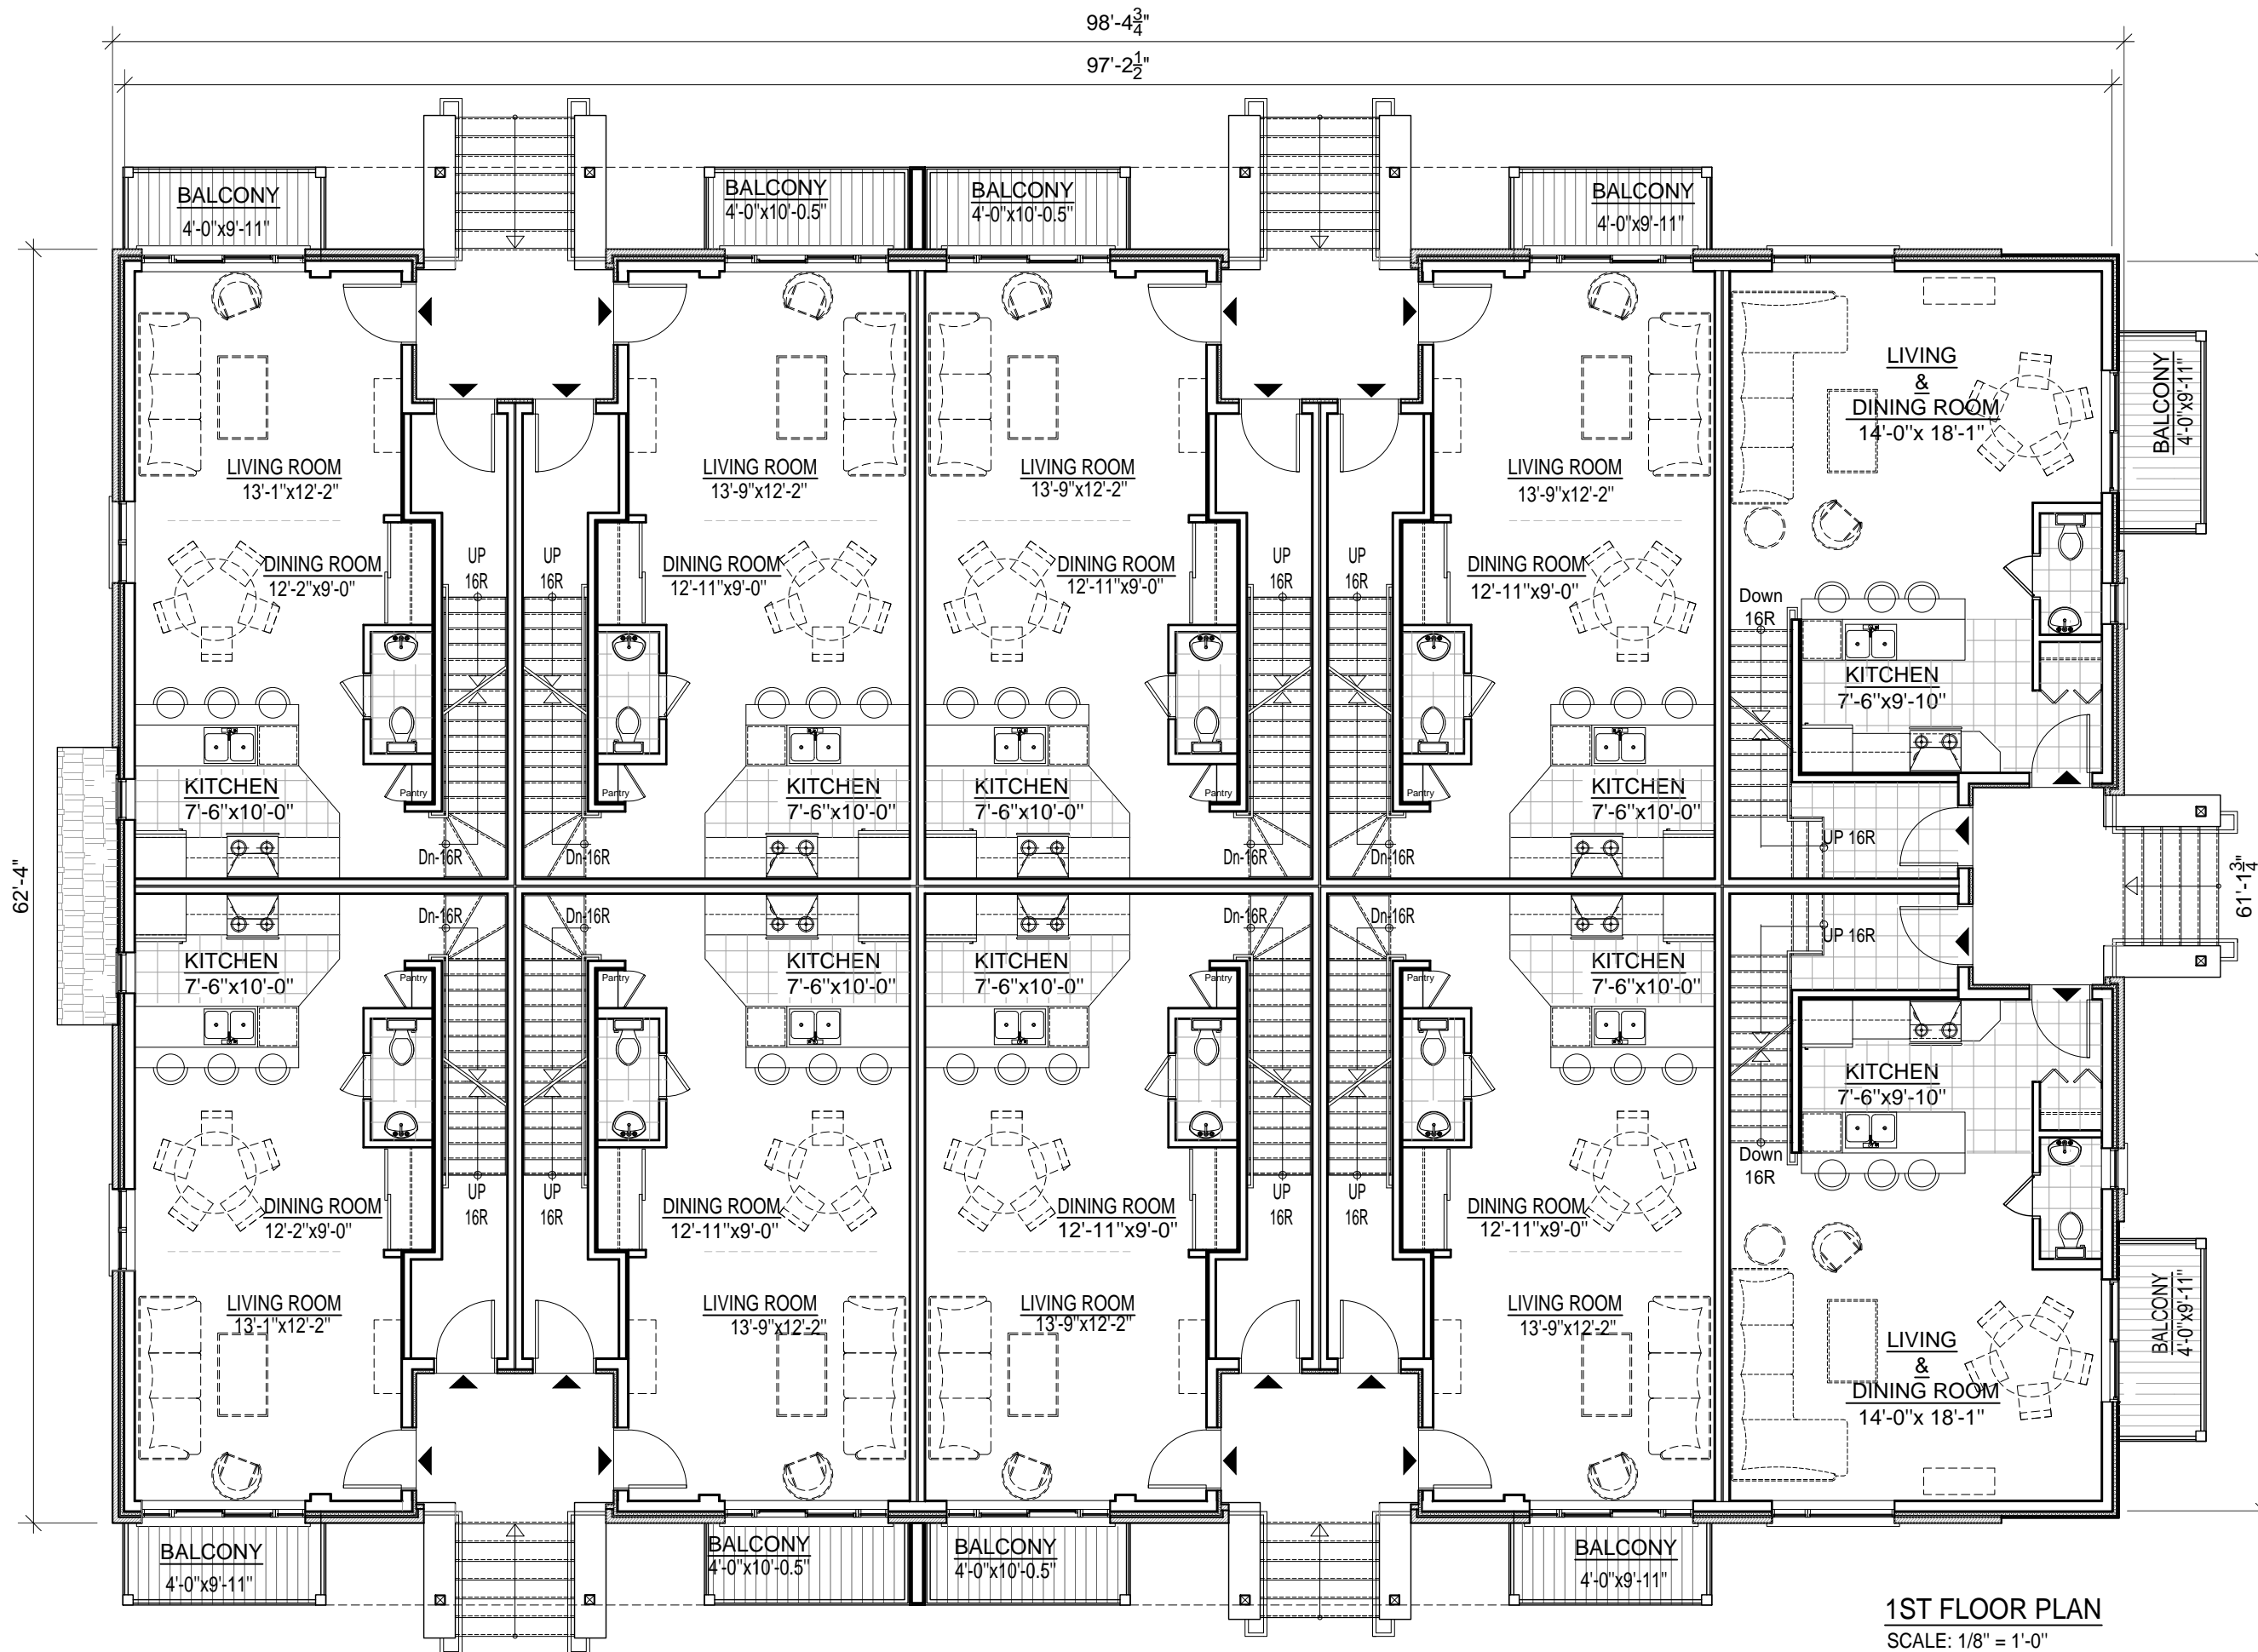 98'-4 3/4"
97'-2 1/2"
BALCONY
4'-0"x9'-11"
BALCONY
4'-0"x10'-0.5"
BALCONY
4'-0"x10'-0.5"
BALCONY
4'-0"x9'-11"
LIVING
&
DINING ROOM
14'-0"x 18'-1"
BALCONY
4'-0"x9'-11"
LIVING ROOM
13'-1"x12'-2"
LIVING ROOM
13'-9"x12'-2"
LIVING ROOM
13'-9"x12'-2"
LIVING ROOM
13'-9"x12'-2"
DINING ROOM
12'-2"x9'-0"
UP
16R
UP
16R
DINING ROOM
12'-11"x9'-0"
DINING ROOM
12'-11"x9'-0"
UP
16R
UP
16R
DINING ROOM
12'-11"x9'-0"
Down
16R
KITCHEN
7'-6"x9'-10"
KITCHEN
7'-6"x10'-0"
Pantry
Pantry
KITCHEN
7'-6"x10'-0"
KITCHEN
7'-6"x10'-0"
Pantry
Pantry
KITCHEN
7'-6"x10'-0"
Dn-16R
Dn-16R
Dn-16R
Dn-16R
UP 16R
62'-4"
61'-1 3/4"
Dn-16R
Dn-16R
Dn-16R
Dn-16R
UP 16R
KITCHEN
7'-6"x10'-0"
Pantry
Pantry
KITCHEN
7'-6"x10'-0"
KITCHEN
7'-6"x10'-0"
Pantry
Pantry
KITCHEN
7'-6"x10'-0"
KITCHEN
7'-6"x9'-10"
Down
16R
DINING ROOM
12'-2"x9'-0"
UP
16R
UP
16R
DINING ROOM
12'-11"x9'-0"
DINING ROOM
12'-11"x9'-0"
UP
16R
UP
16R
DINING ROOM
12'-11"x9'-0"
LIVING ROOM
13'-1"x12'-2"
LIVING ROOM
13'-9"x12'-2"
LIVING ROOM
13'-9"x12'-2"
LIVING ROOM
13'-9"x12'-2"
LIVING
&
DINING ROOM
14'-0"x 18'-1"
BALCONY
4'-0"x9'-11"
BALCONY
4'-0"x9'-11"
BALCONY
4'-0"x10'-0.5"
BALCONY
4'-0"x10'-0.5"
BALCONY
4'-0"x9'-11"
1ST FLOOR PLAN
SCALE: 1/8" = 1'-0"